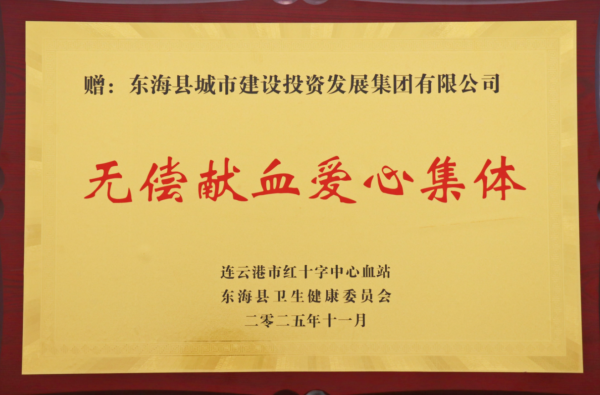 赠：东海县城市建设投资发展集团有限公司
无偿献血爱心集体
连云港市红十字中心血站
东海县卫生健康委员会
二零二五年十一月